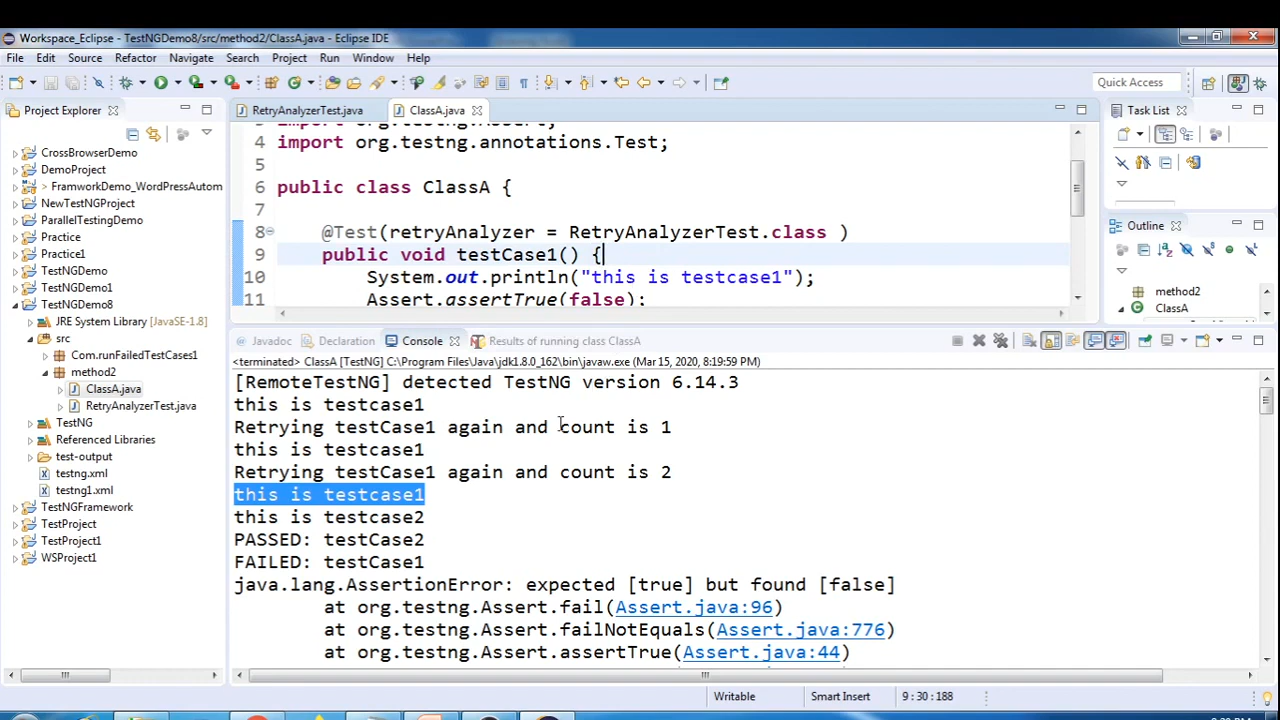 Workspace_Eclipse - TestNGDemo8/src/method2/ClassA.java - Eclipse IDE
File Edit Source Refactor Navigate Search Project Run Window Help
Quick Access
Project Explorer
CrossBrowserDemo
DemoProject
> FramworkDemo_WordPressAutom
NewTestNGProject
ParallelTestingDemo
Practice
Practice1
TestNGDemo
TestNGDemo1
TestNGDemo8
JRE System Library [JavaSE-1.8]
src
Com.runFailedTestCases1
method2
ClassA.java
RetryAnalyzerTest.java
TestNG
Referenced Libraries
test-output
testng.xml
testng1.xml
TestNGFramework
TestProject
TestProject1
WSProject1
RetryAnalyzerTest.java ClassA.java
3 import org.testng.Assert;
4 import org.testng.annotations.Test;
5
6 public class ClassA {
7
8 @Test(retryAnalyzer = RetryAnalyzerTest.class )
9 public void testCase1() {
10 System.out.println("this is testcase1");
11 Assert.assertTrue(false);
Task List
Outline
method2
ClassA
Javadoc Declaration Console Results of running class ClassA
<terminated> ClassA [TestNG] C:\Program Files\Java\jdk1.8.0_162\bin\javaw.exe (Mar 15, 2020, 8:19:59 PM)
[RemoteTestNG] detected TestNG version 6.14.3
this is testcase1
Retrying testCase1 again and count is 1
this is testcase1
Retrying testCase1 again and count is 2
this is testcase1
this is testcase2
PASSED: testCase2
FAILED: testCase1
java.lang.AssertionError: expected [true] but found [false]
at org.testng.Assert.fail(Assert.java:96)
at org.testng.Assert.failNotEquals(Assert.java:776)
at org.testng.Assert.assertTrue(Assert.java:44)
Writable Smart Insert 9 : 30 : 188